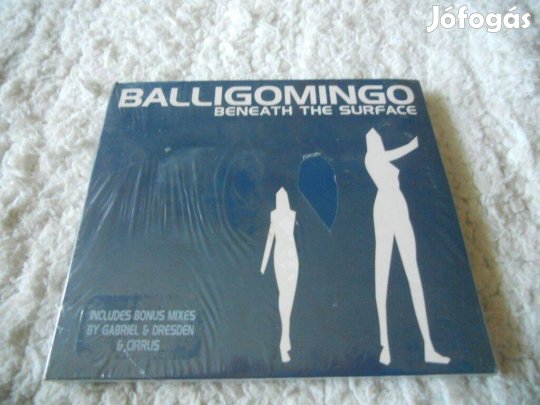 Jófogás
BALLIGOMINGO
BENEATH THE SURFACE
INCLUDES BONUS MIXES
BY GABRIEL & DRESDEN
& CIRRUS